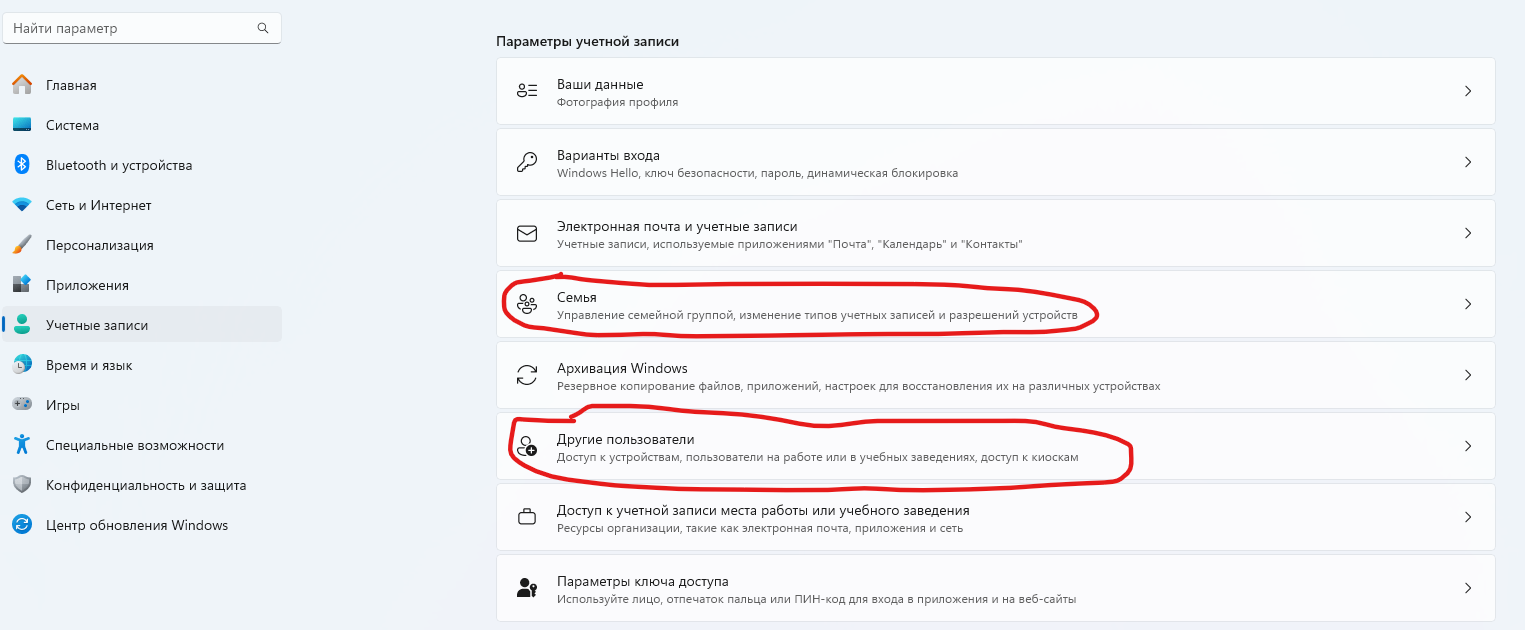 Найти параметр
Главная
Система
Bluetooth и устройства
Сеть и Интернет
Персонализация
Приложения
Учетные записи
Время и язык
Игры
Специальные возможности
Конфиденциальность и защита
Центр обновления Windows
Параметры учетной записи
Ваши данные
Фотография профиля
Варианты входа
Windows Hello, ключ безопасности, пароль, динамическая блокировка
Электронная почта и учетные записи
Учетные записи, используемые приложениями "Почта", "Календарь" и "Контакты"
Семья
Управление семейной группой, изменение типов учетных записей и разрешений устройств
Архивация Windows
Резервное копирование файлов, приложений, настроек для восстановления их на различных устройствах
Другие пользователи
Доступ к устройствам, пользователи на работе или в учебных заведениях, доступ к киоскам
Доступ к учетной записи места работы или учебного заведения
Ресурсы организации, такие как электронная почта, приложения и сеть
Параметры ключа доступа
Используйте лицо, отпечаток пальца или ПИН-код для входа в приложения и на веб-сайты